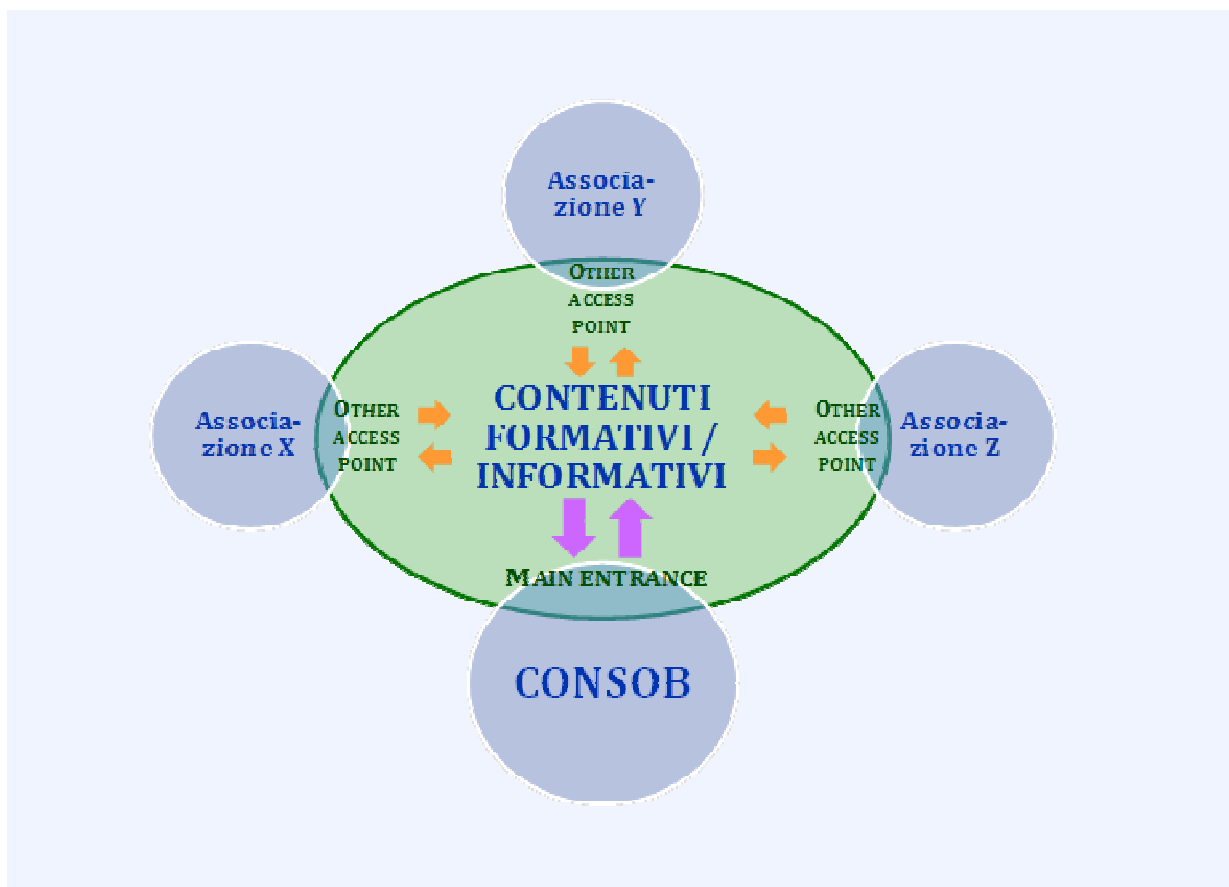 Associa-
zione Y
OTHER
ACCESS
POINT
Associa-
zione X
OTHER
ACCESS
POINT
CONTENUTI
FORMATIVI /
INFORMATIVI
OTHER
ACCESS
POINT
Associa-
zione Z
MAIN ENTRANCE
CONSOB